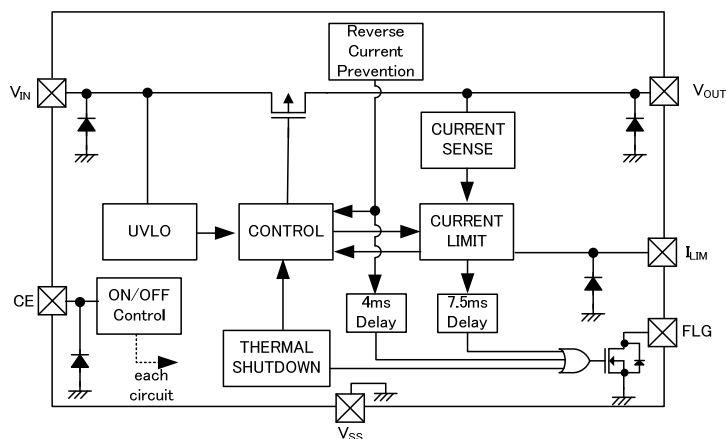 Reverse
Current
Prevention
VIN
VOUT
CURRENT
SENSE
UVLO
CONTROL
CURRENT
LIMIT
ILIM
CE
ON/OFF
Control
4ms
Delay
7.5ms
Delay
FLG
THERMAL
SHUTDOWN
each
circuit
VSS